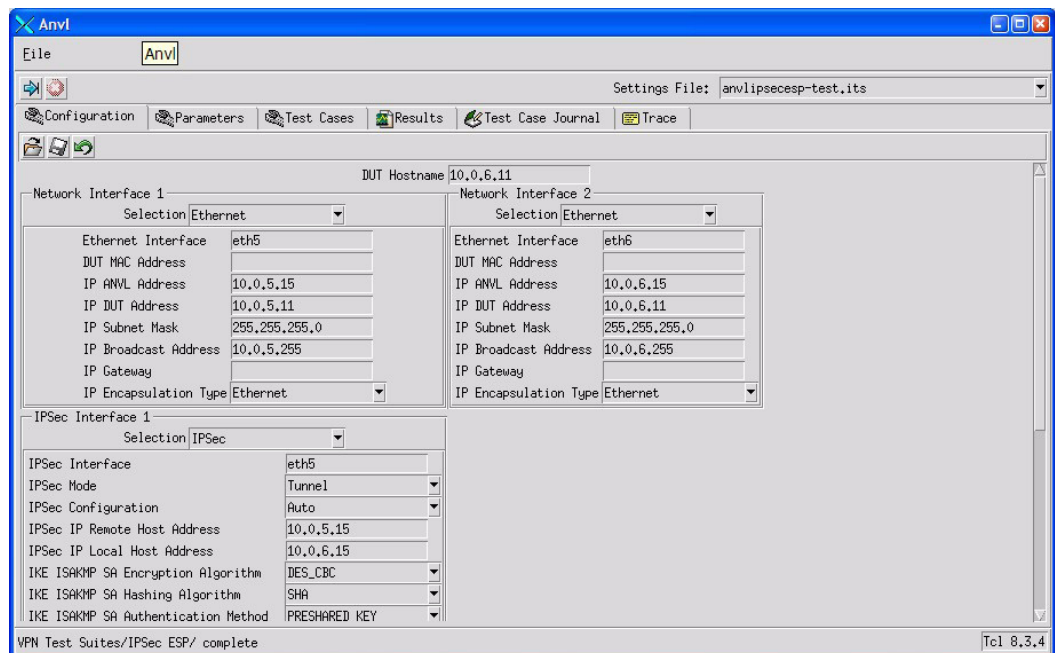 Anvl
File
Anvl
Settings File: anvlipsecesp-test.its
Configuration Parameters Test Cases Results Test Case Journal Trace
DUT Hostname 10.0.6.11
Network Interface 1
Selection Ethernet
Ethernet Interface eth5
DUT MAC Address
IP ANVL Address 10.0.5.15
IP DUT Address 10.0.5.11
IP Subnet Mask 255.255.255.0
IP Broadcast Address 10.0.5.255
IP Gateway
IP Encapsulation Type Ethernet
Network Interface 2
Selection Ethernet
Ethernet Interface eth6
DUT MAC Address
IP ANVL Address 10.0.6.15
IP DUT Address 10.0.6.11
IP Subnet Mask 255.255.255.0
IP Broadcast Address 10.0.6.255
IP Gateway
IP Encapsulation Type Ethernet
IPSec Interface 1
Selection IPSec
IPSec Interface eth5
IPSec Mode Tunnel
IPSec Configuration Auto
IPSec IP Remote Host Address 10.0.5.15
IPSec IP Local Host Address 10.0.6.15
IKE ISAKMP SA Encryption Algorithm DES_CBC
IKE ISAKMP SA Hashing Algorithm SHA
IKE ISAKMP SA Authentication Method PRESHARED KEY
VPN Test Suites/IPSec ESP/ complete
Tcl 8.3.4